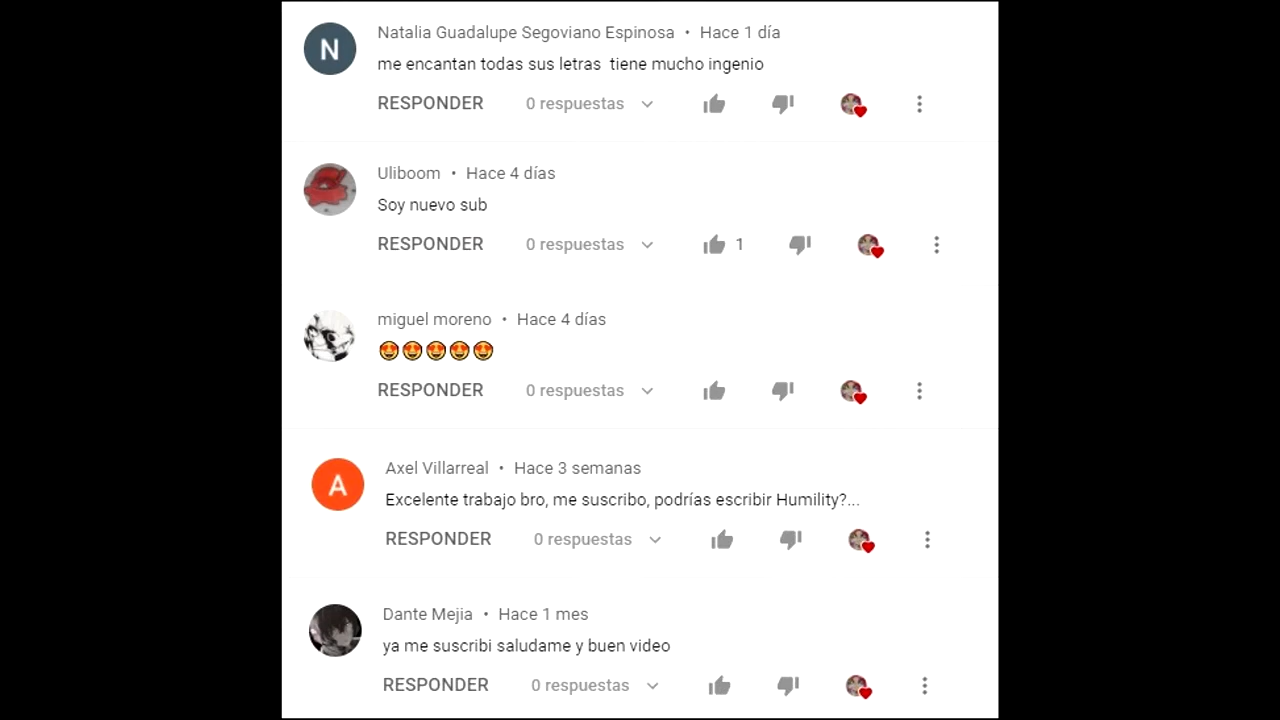 N
Natalia Guadalupe Segoviano Espinosa • Hace 1 día
me encantan todas sus letras tiene mucho ingenio
RESPONDER 0 respuestas
Uliboom • Hace 4 días
Soy nuevo sub
RESPONDER 0 respuestas 1
miguel moreno • Hace 4 días
😍😍😍😍😍
RESPONDER 0 respuestas
A
Axel Villarreal • Hace 3 semanas
Excelente trabajo bro, me suscribo, podrías escribir Humility?...
RESPONDER 0 respuestas
Dante Mejia • Hace 1 mes
ya me suscribi saludame y buen video
RESPONDER 0 respuestas